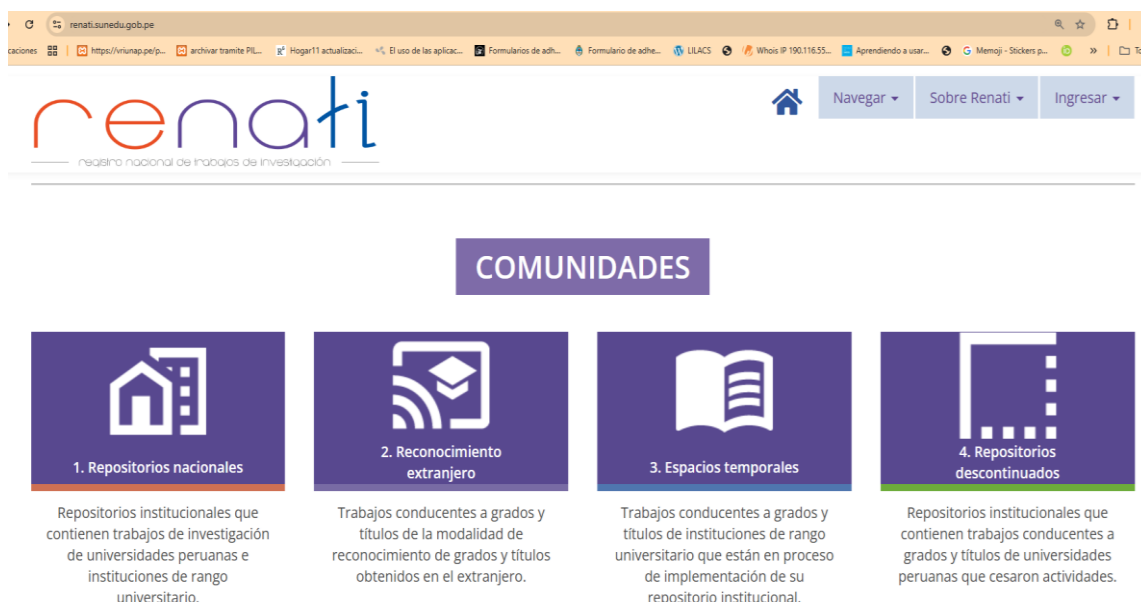 renati.sunedu.gob.pe
caciones
https://vriunap.pe/p...
archivar tramite PIL...
Hogar11 actualizaci...
El uso de las aplicac...
Formularios de adh...
Formulario de adhe...
LILACS
Whois IP 190.116.55...
Aprendiendo a usar...
Memoji - Stickers p...
»
renati
registro nacional de trabajos de investigación
Navegar
Sobre Renati
Ingresar
COMUNIDADES
1. Repositorios nacionales
Repositorios institucionales que
contienen trabajos de investigación
de universidades peruanas e
instituciones de rango
universitario.
2. Reconocimiento
extranjero
Trabajos conducentes a grados y
títulos de la modalidad de
reconocimiento de grados y títulos
obtenidos en el extranjero.
3. Espacios temporales
Trabajos conducentes a grados y
títulos de instituciones de rango
universitario que están en proceso
de implementación de su
repositorio institucional.
4. Repositorios
descontinuados
Repositorios institucionales que
contienen trabajos conducentes a
grados y títulos de universidades
peruanas que cesaron actividades.